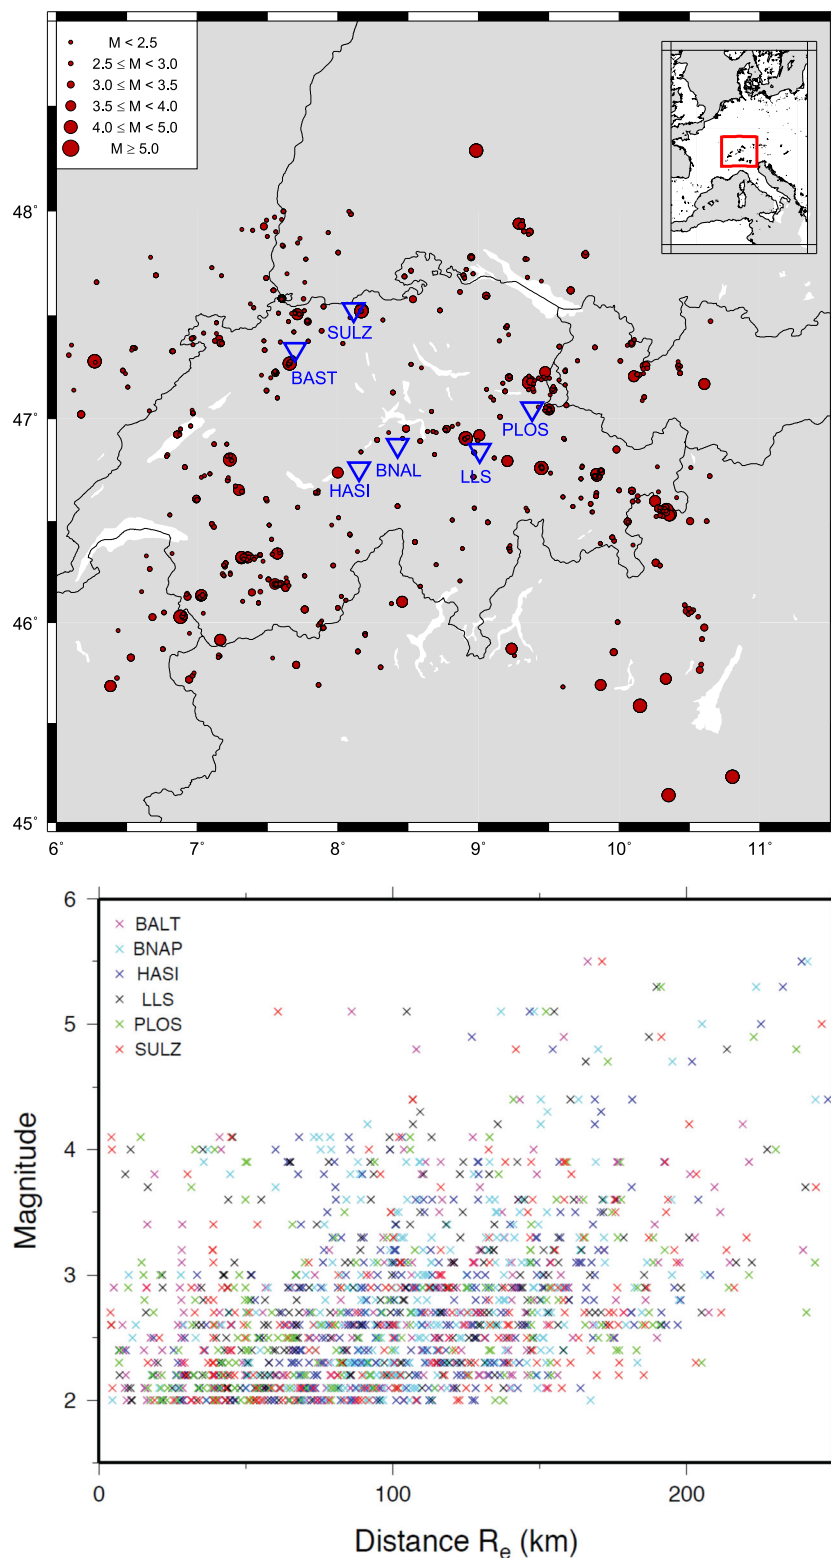 M < 2.5
2.5 ≤ M < 3.0
3.0 ≤ M < 3.5
3.5 ≤ M < 4.0
4.0 ≤ M < 5.0
M ≥ 5.0
48°
SULZ
BAST
47°
PLOS
BNAL
LLS
HASI
46°
45°
6° 7° 8° 9° 10° 11°
6
BALT
BNAP
HASI
LLS
PLOS
SULZ
5
4
3
2
Magnitude
0 100 200
Distance Re (km)